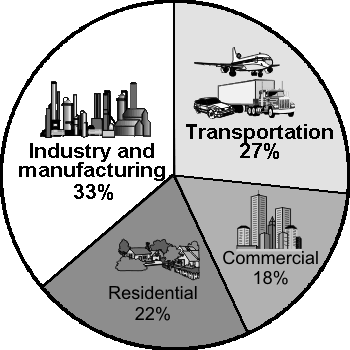 Transportation
27%
Industry and
manufacturing
33%
Commercial
18%
Residential
22%